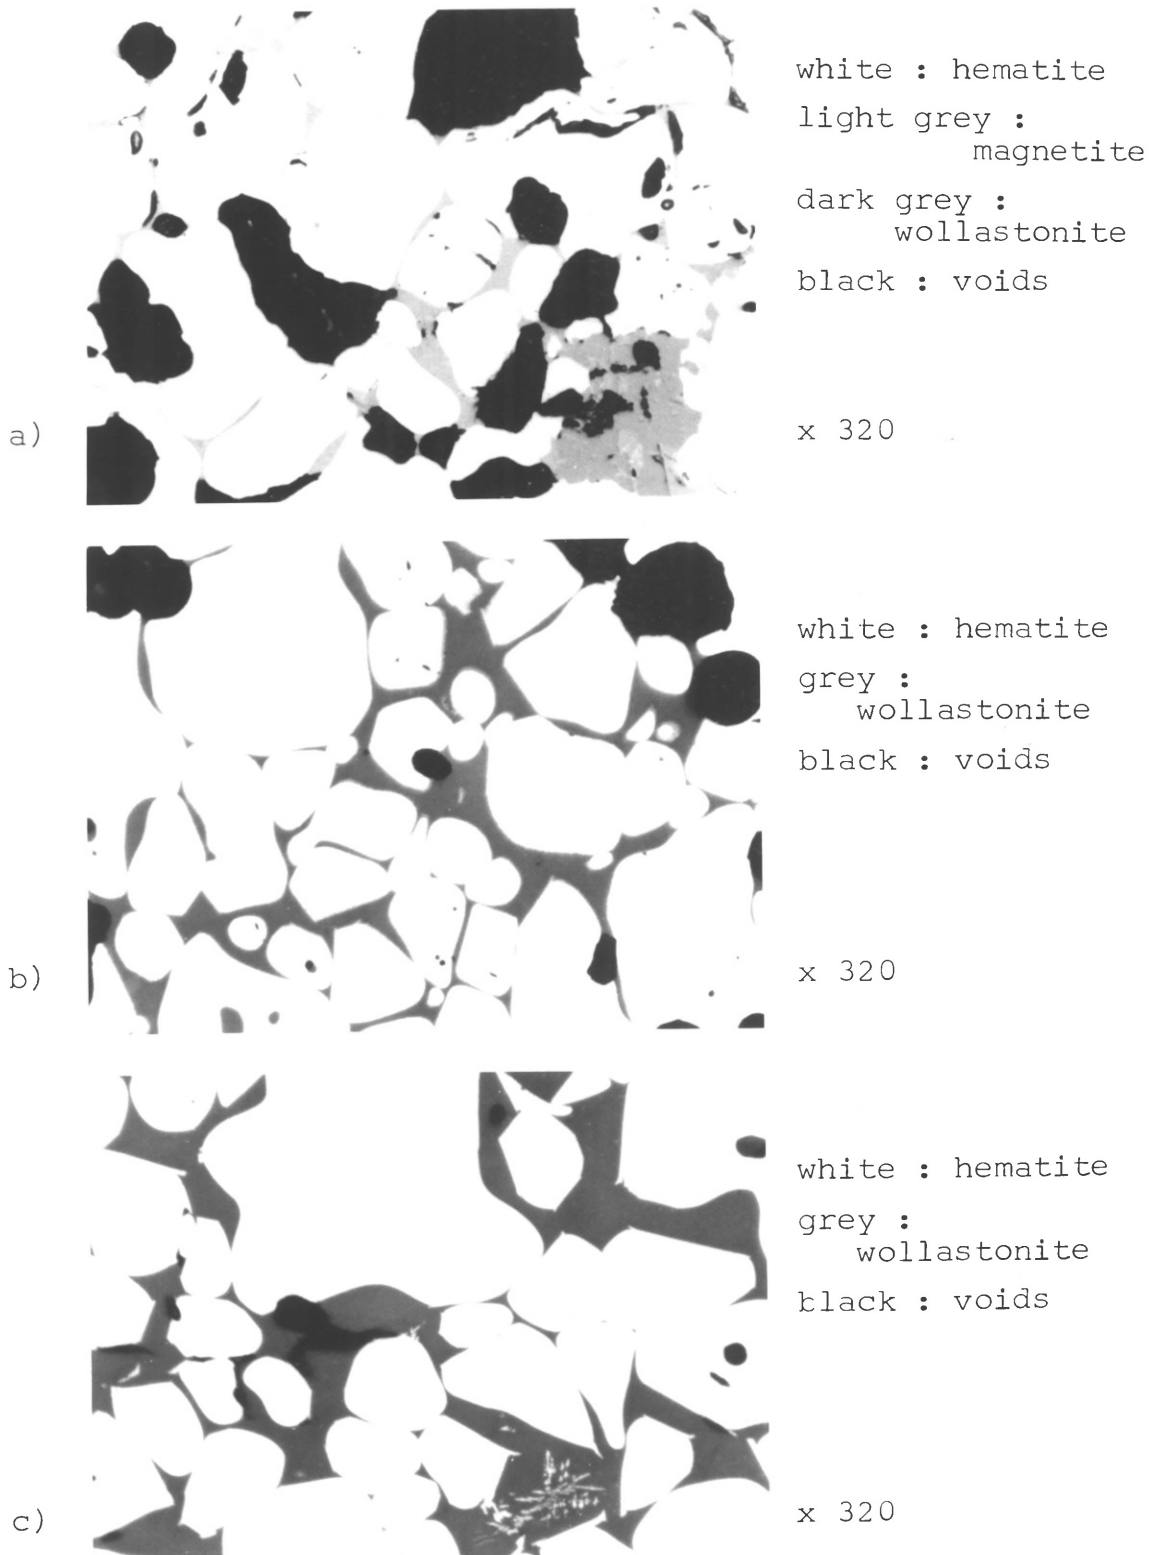 white : hematite
light grey :
magnetite
dark grey :
wollastonite
black : voids
a)
x 320
white : hematite
grey :
wollastonite
black : voids
b)
x 320
white : hematite
grey :
wollastonite
black : voids
c)
x 320